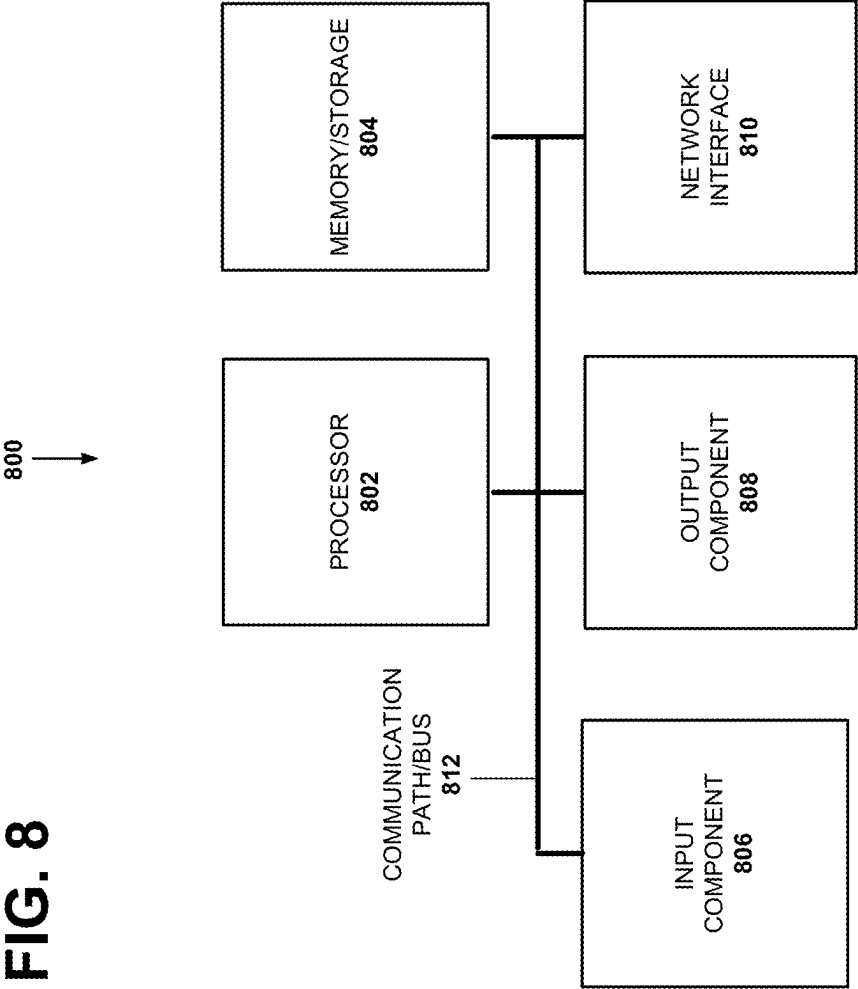 FIG. 8
800
PROCESSOR
802
MEMORY/STORAGE
804
COMMUNICATION
PATH/BUS
812
INPUT
COMPONENT
806
OUTPUT
COMPONENT
808
NETWORK
INTERFACE
810